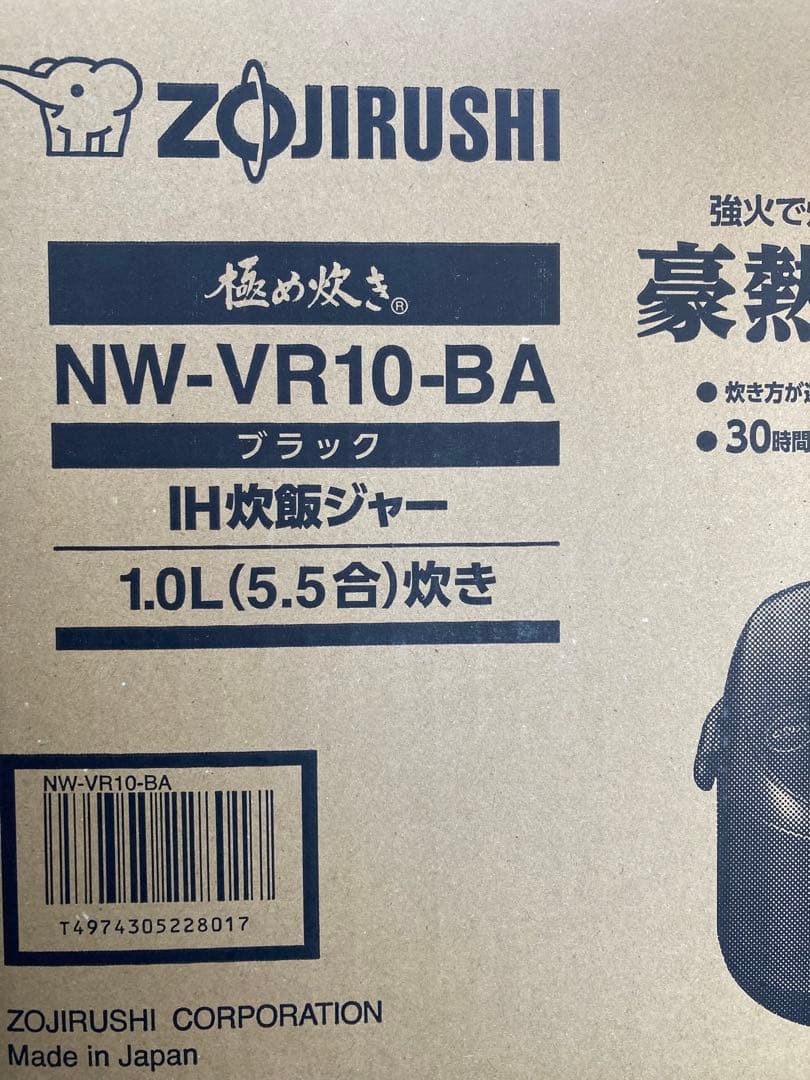 ZOJIRUSHI
極め炊き®
NW-VR10-BA
ブラック
IH炊飯ジャー
1.0L(5.5合)炊き
強火で
豪熱
● 炊き方が
● 30時間
NW-VR10-BA
T4974305228017
ZOJIRUSHI CORPORATION
Made in Japan